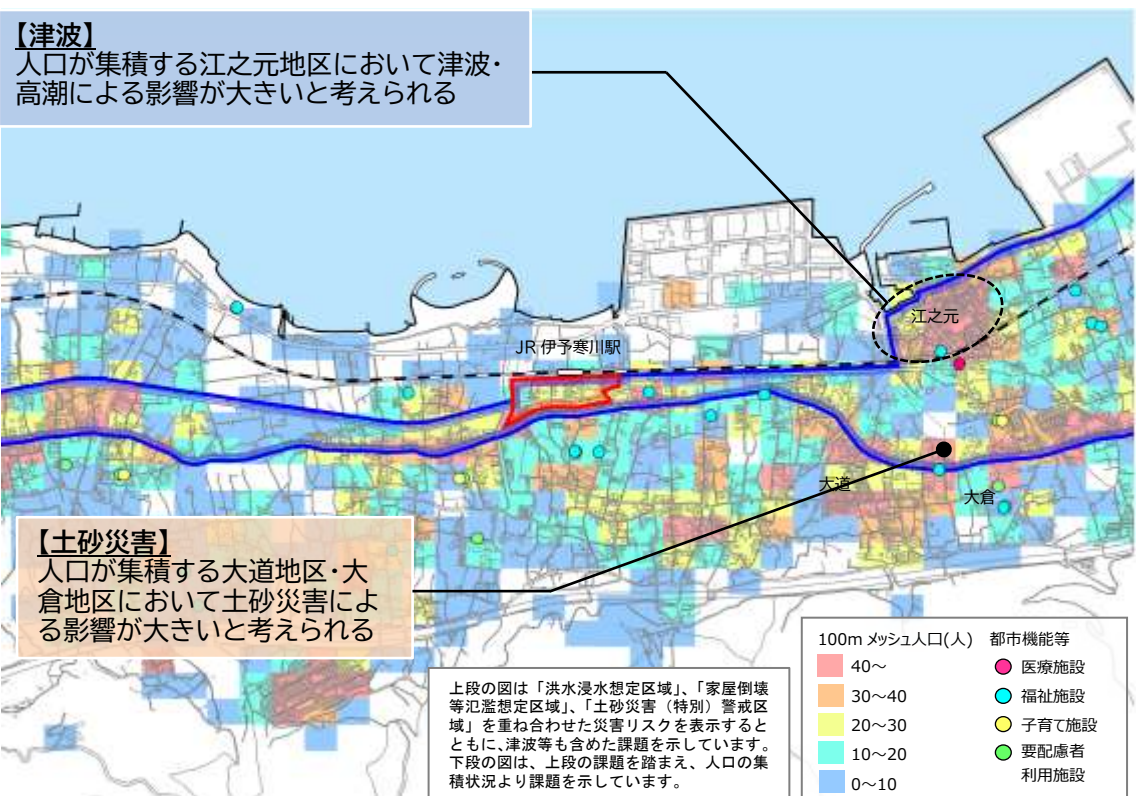 【津波】
人口が集積する江之元地区において津波・
高潮による影響が大きいと考えられる
江之元
JR 伊予寒川駅
大道
大倉
【土砂災害】
人口が集積する大道地区・大
倉地区において土砂災害によ
る影響が大きいと考えられる
上段の図は「洪水浸水想定区域」、「家屋倒壊
等氾濫想定区域」、「土砂災害（特別）警戒区
域」を重ね合わせた災害リスクを表示すると
ともに、津波等も含めた課題を示しています。
下段の図は、上段の課題を踏まえ、人口の集
積状況より課題を示しています。
100m メッシュ人口(人)
40～
30～40
20～30
10～20
0～10
都市機能等
医療施設
福祉施設
子育て施設
要配慮者
利用施設